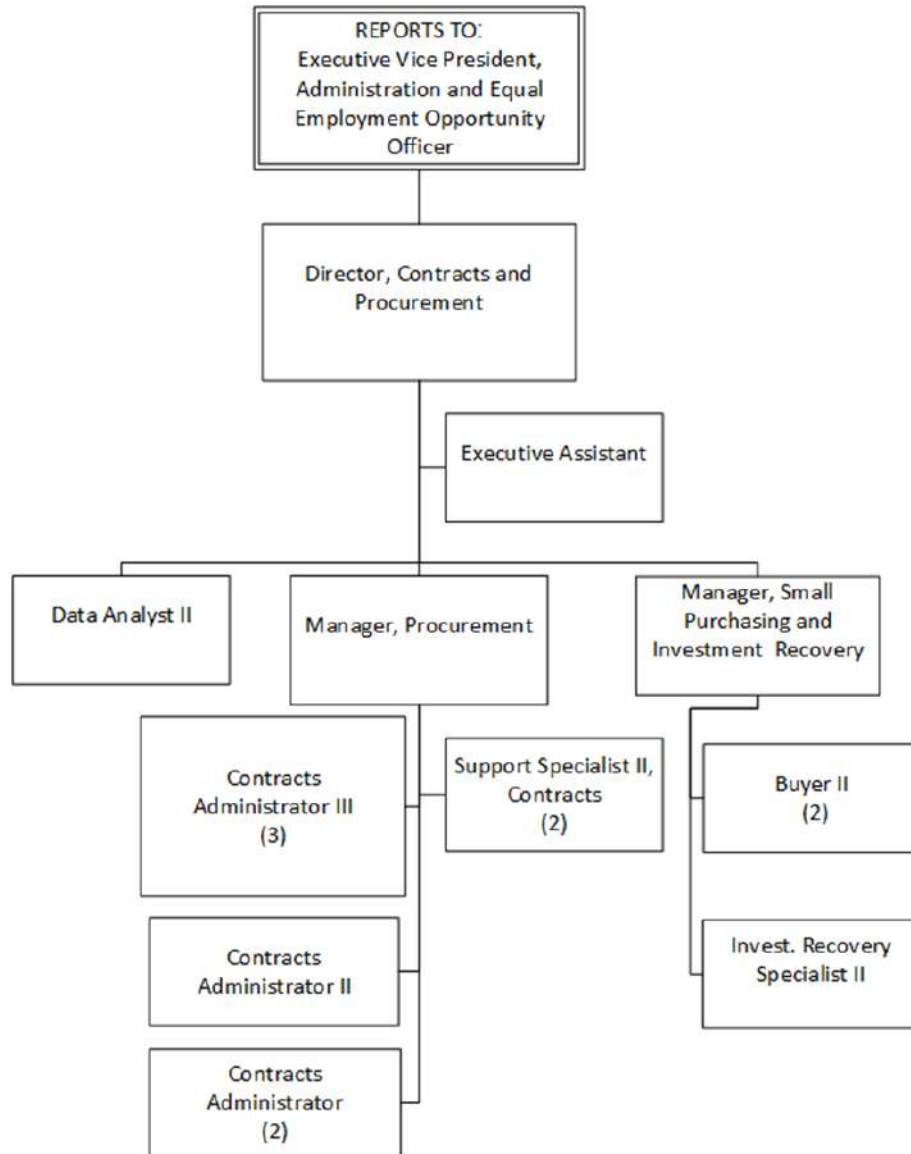 REPORTS TO:
Executive Vice President,
Administration and Equal
Employment Opportunity
Officer
Director, Contracts and
Procurement
Executive Assistant
Data Analyst II
Manager, Procurement
Manager, Small
Purchasing and
Investment Recovery
Contracts
Administrator III
(3)
Support Specialist II,
Contracts
(2)
Buyer II
(2)
Contracts
Administrator II
Invest. Recovery
Specialist II
Contracts
Administrator
(2)